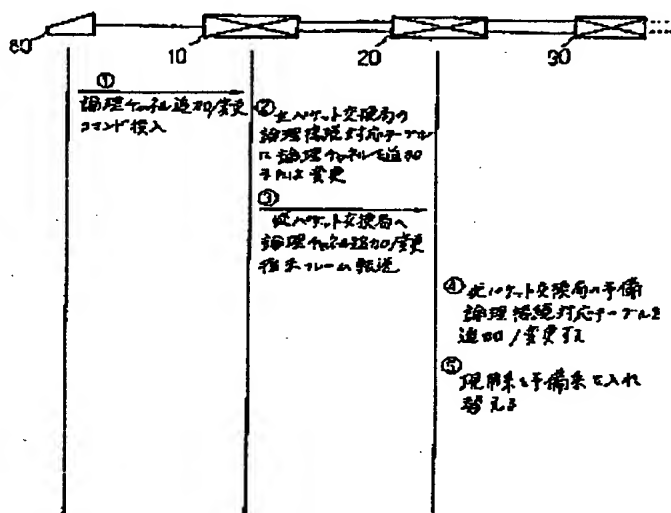 80
10
20
90
①
論理チャネル追加/変更
コマンド投入
②
パケット交換局の
論理接続対応テーブル
に論理チャネルを追加
または変更
③
パケット交換局へ
論理チャネル追加/変更
指示フレーム転送
④
パケット交換局の予備
論理接続対応テーブルを
追加/変更する
⑤
現用系と予備系を入れ
替える